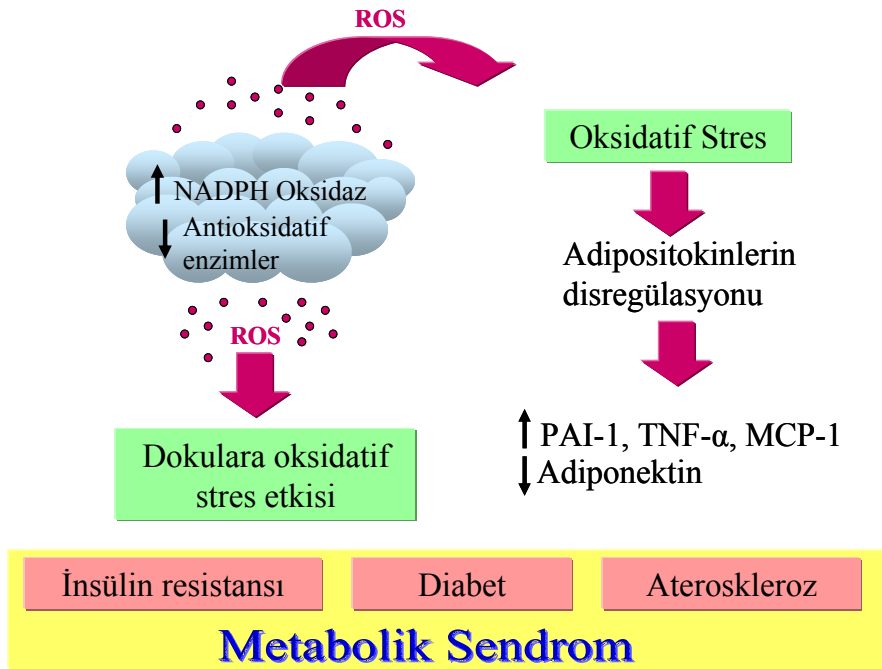 ROS
↑ NADPH Oksidaz
↓ Antioksidatif
enzimler
ROS
Dokulara oksidatif
stres etkisi
Oksidatif Stres
Adipositokinlerin
disregülasyonu
↑ PAI-1, TNF-α, MCP-1
↓ Adiponektin
İnsülin resistansı
Diabet
Ateroskleroz
Metabolik Sendrom